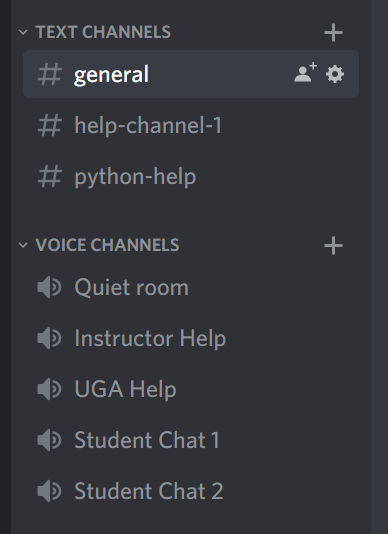 TEXT CHANNELS
# general
# help-channel-1
# python-help
VOICE CHANNELS
Quiet room
Instructor Help
UGA Help
Student Chat 1
Student Chat 2